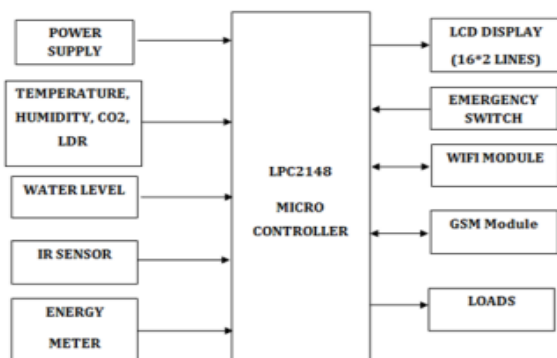 POWER
SUPPLY
TEMPERATURE,
HUMIDITY, CO2,
LDR
WATER LEVEL
IR SENSOR
ENERGY
METER
LPC2148
MICRO
CONTROLLER
LCD DISPLAY
(16*2 LINES)
EMERGENCY
SWITCH
WIFI MODULE
GSM Module
LOADS